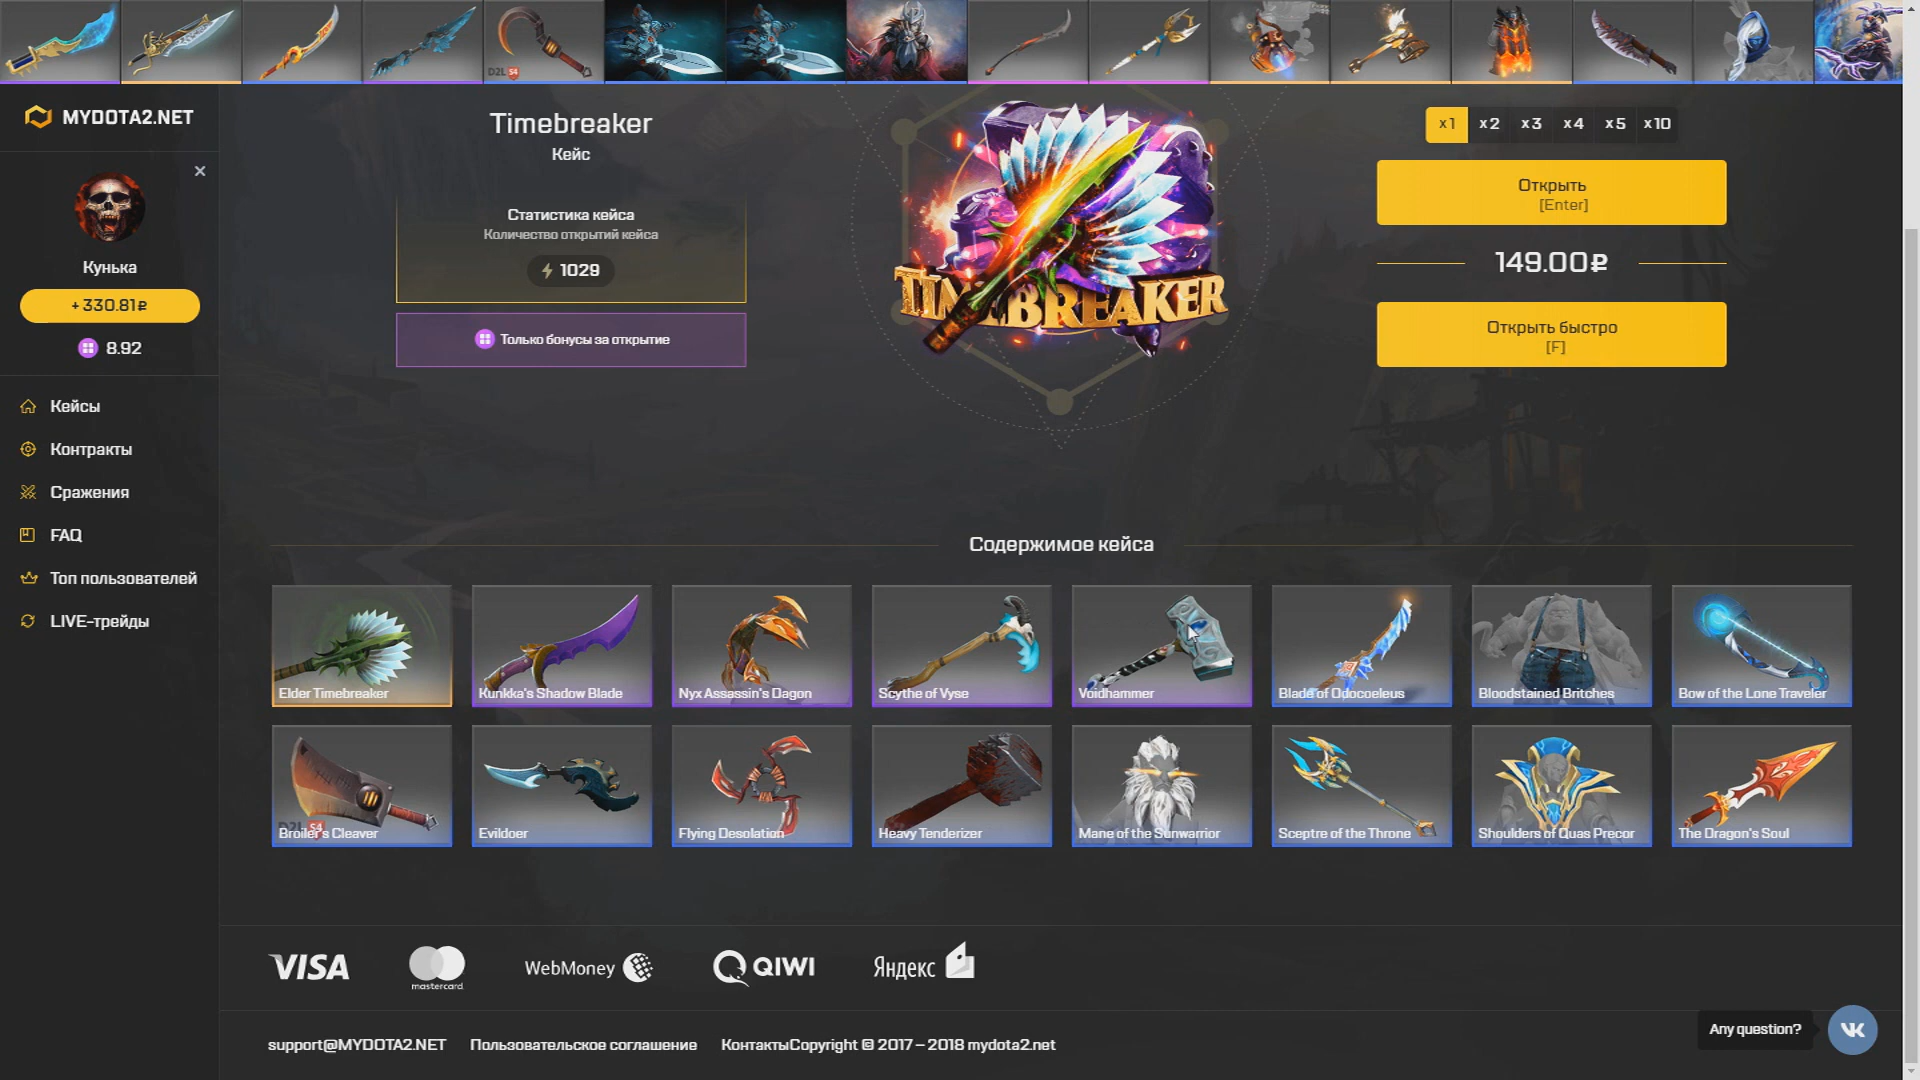 D2L S4
MYDOTA2.NET
Кунька
+ 330.81₽
8.92
Кейсы
Контракты
Сражения
FAQ
Топ пользователей
LIVE-трейды
Timebreaker
Кейс
Статистика кейса
Количество открытий кейса
1029
Только бонусы за открытие
TIMEBREAKER
x1 x2 x3 x4 x5 x10
Открыть
[Enter]
149.00₽
Открыть быстро
[F]
Содержимое кейса
Elder Timebreaker
Kunkka's Shadow Blade
Nyx Assassin's Dagon
Scythe of Vyse
Voidhammer
Blade of Odocoeleus
Bloodstained Britches
Bow of the Lone Traveler
D2L S4
Broiler's Cleaver
Evildoer
Flying Desolation
Heavy Tenderizer
Mane of the Sunwarrior
Sceptre of the Throne
Shoulders of Quas Precor
The Dragon's Soul
VISA
mastercard
WebMoney
QIWI
Яндекс
support@MYDOTA2.NET Пользовательское соглашение КонтактыCopyright © 2017 – 2018 mydota2.net
Any question?